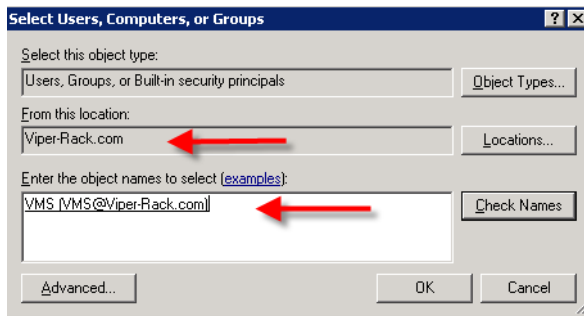 Select Users, Computers, or Groups
Select this object type:
Users, Groups, or Built-in security principals
Object Types...
From this location:
Viper-Rack.com
Locations...
Enter the object names to select (examples):
VMS (VMS@Viper-Rack.com)
Check Names
Advanced...
OK
Cancel